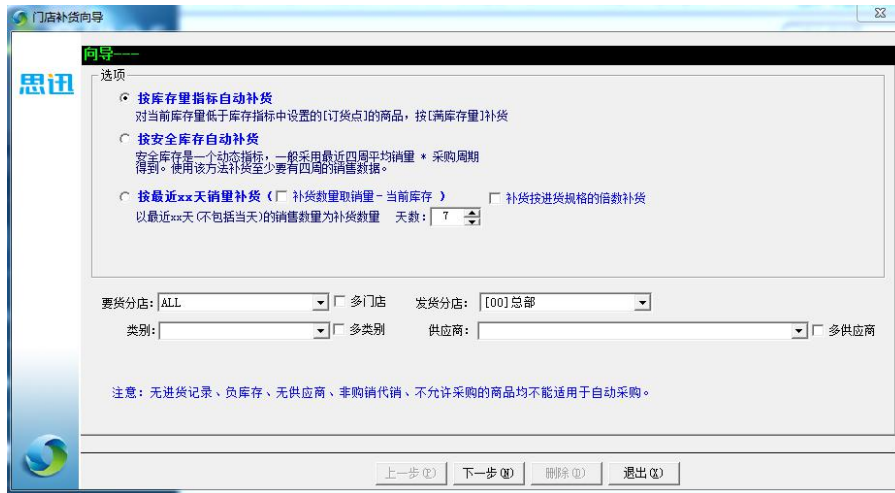 门店补货向导
向导---
思迅
选项
按库存量指标自动补货
对当前库存量低于库存指标中设置的[订货点]的商品，按[满库存量]补货
按安全库存自动补货
安全库存是一个动态指标，一般采用最近四周平均销量 * 采购周期
得到。使用该方法补货至少要有四周的销售数据。
按最近xx天销量补货（ 补货数量取销量-当前库存 ） 补货按进货规格的倍数补货
以最近xx天(不包括当天)的销售数量为补货数量 天数: 7
要货分店: ALL 多门店 发货分店: [00]总部
类别: 多类别 供应商: 多供应商
注意：无进货记录、负库存、无供应商、非购销代销、不允许采购的商品均不能适用于自动采购。
上一步(P) 下一步(N) 删除(D) 退出(X)